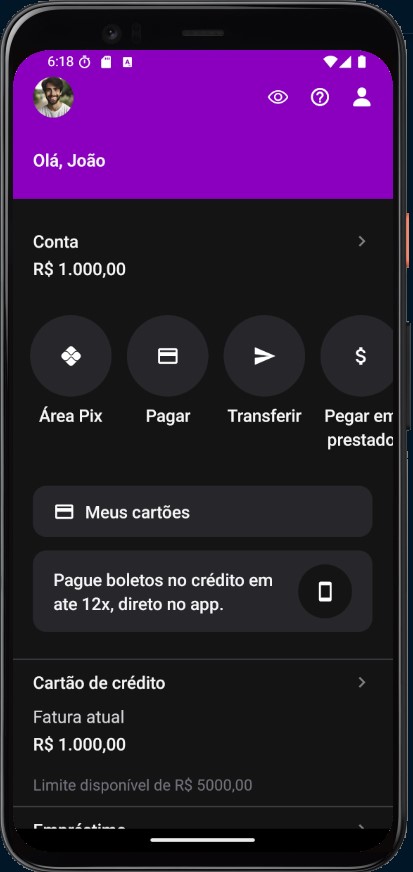 6:18
A
Olá, João
Conta
R$ 1.000,00
Área Pix
Pagar
Transferir
Pegar em
prestado
Meus cartões
Pague boletos no crédito em
ate 12x, direto no app.
Cartão de crédito
Fatura atual
R$ 1.000,00
Limite disponível de R$ 5000,00
Empréstimo